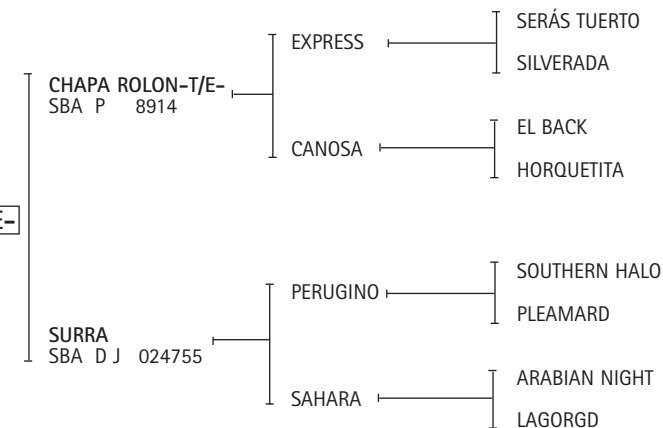 E-
CHAPA ROLON-T/E-
SBA P 8914
EXPRESS
SERÁS TUERTO
SILVERADA
CANOSA
EL BACK
HORQUETITA
SURRA
SBA D J 024755
PERUGINO
SOUTHERN HALO
PLEAMARD
SAHARA
ARABIAN NIGHT
LAGORGD